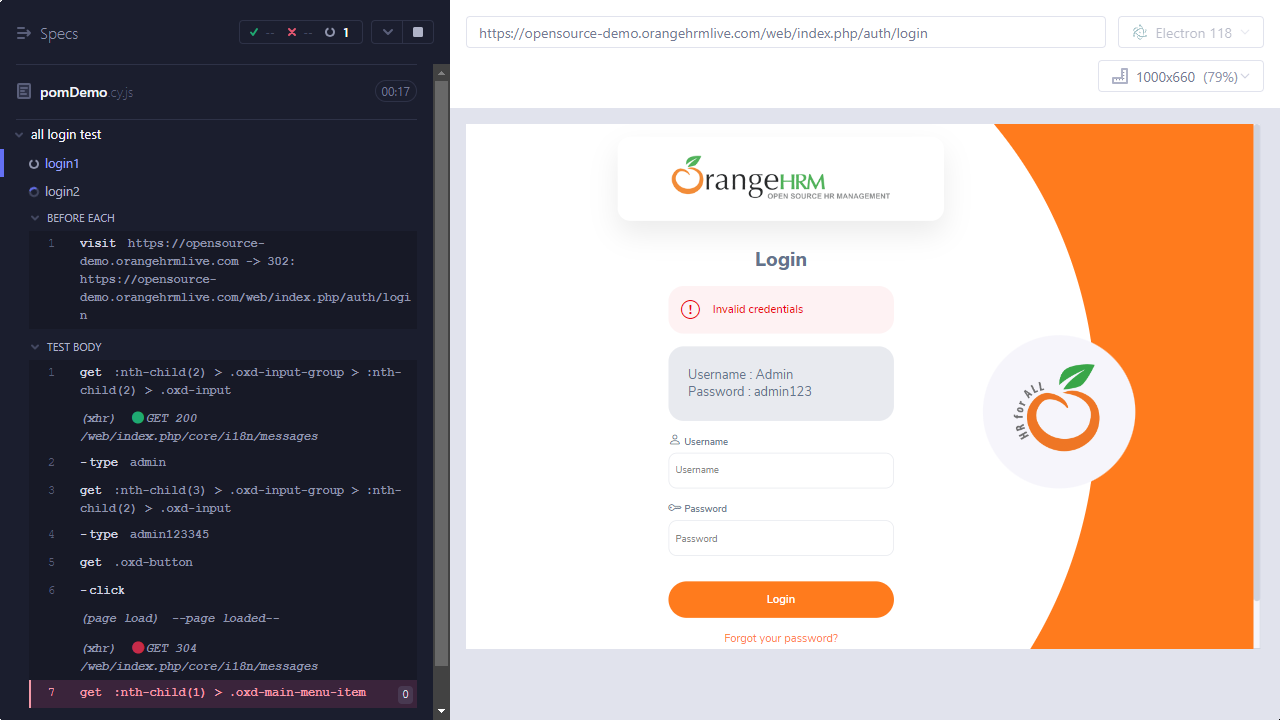 Specs
-- -- 1
pomDemo.cy.js 00:17
all login test
login1
login2
BEFORE EACH
1 visit https://opensource-
demo.orangehrmlive.com -> 302:
https://opensource-
demo.orangehrmlive.com/web/index.php/auth/logi
n
TEST BODY
1 get :nth-child(2) > .oxd-input-group > :nth-
child(2) > .oxd-input
(xhr) GET 200
/web/index.php/core/i18n/messages
2 -type admin
3 get :nth-child(3) > .oxd-input-group > :nth-
child(2) > .oxd-input
4 -type admin123345
5 get .oxd-button
6 -click
(page load) --page loaded--
(xhr) GET 304
/web/index.php/core/i18n/messages
7 get :nth-child(1) > .oxd-main-menu-item 0
https://opensource-demo.orangehrmlive.com/web/index.php/auth/login
Electron 118
1000x660 (79%)
OrangeHRM
OPEN SOURCE HR MANAGEMENT
Login
Invalid credentials
Username : Admin
Password : admin123
Username
Username
Password
Password
Login
Forgot your password?
HR for ALL